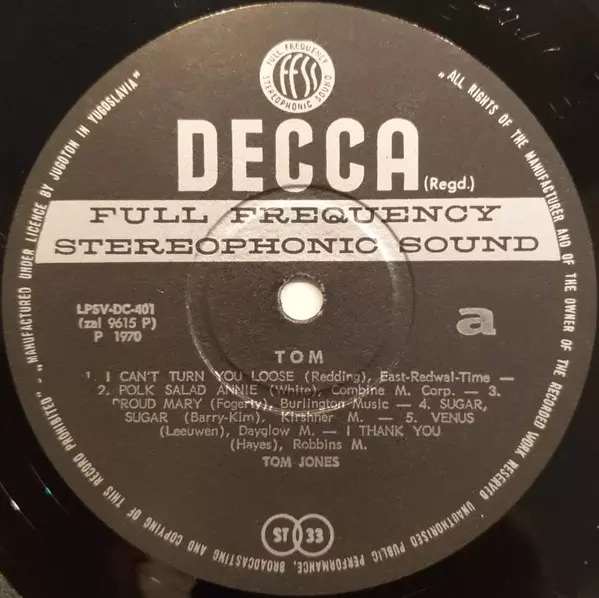 FULL FREQUENCY
ffss
STEREOPHONIC SOUND
DECCA (Regd.)
FULL FREQUENCY
STEREOPHONIC SOUND
LPSV-DC-401
(zal 9615 P)
P 1970
a
TOM
1. I CAN'T TURN YOU LOOSE (Redding), East-Redwal-Time —
2. POLK SALAD ANNIE (White), Combine M. Corp. — 3.
PROUD MARY (Fogerty), Burlington Music — 4. SUGAR,
SUGAR (Barry-Kim), Kirshner M. — 5. VENUS
(Leeuwen), Dayglow M. — I THANK YOU
(Hayes), Robbins M.
TOM JONES
ST 33
"MANUFACTURED UNDER LICENCE BY JUGOTON IN YUGOSLAVIA"
„ALL RIGHTS OF THE MANUFACTURER AND OF THE OWNER OF THE RECORDED WORK RESERVED. UNAUTHORISED PUBLIC PERFORMANCE, BROADCASTING AND COPYING OF THIS RECORD PROHIBITED"